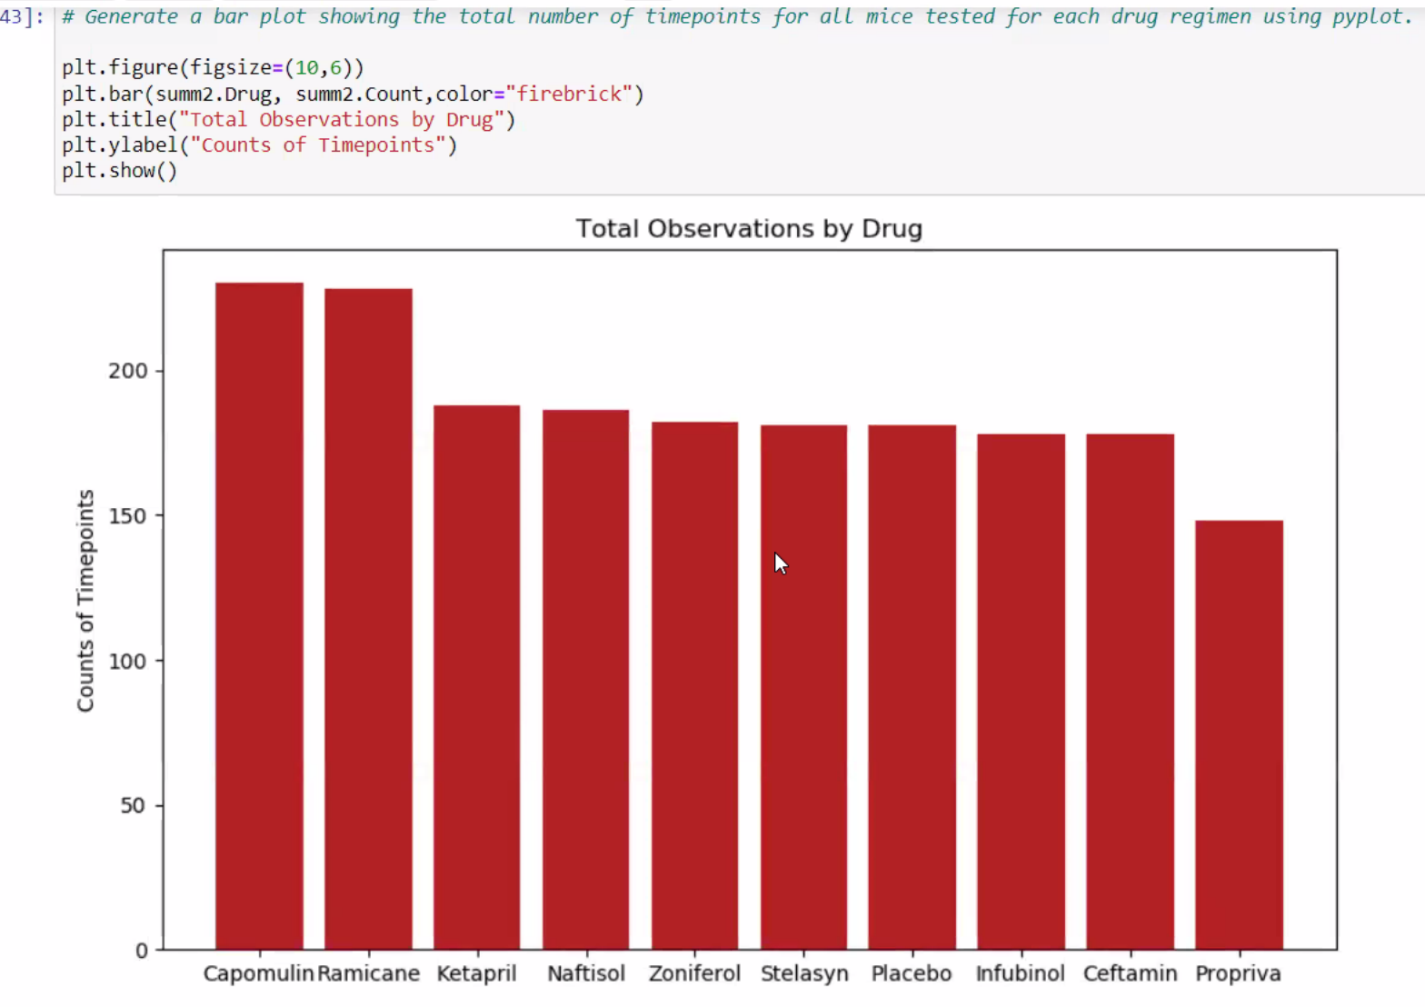 43]: # Generate a bar plot showing the total number of timepoints for all mice tested for each drug regimen using pyplot.
plt.figure(figsize=(10,6))
plt.bar(summ2.Drug, summ2.Count,color="firebrick")
plt.title("Total Observations by Drug")
plt.ylabel("Counts of Timepoints")
plt.show()
Total Observations by Drug
Counts of Timepoints
200
150
100
50
0
Capomulin Ramicane Ketapril Naftisol Zoniferol Stelasyn Placebo Infubinol Ceftamin Propriva